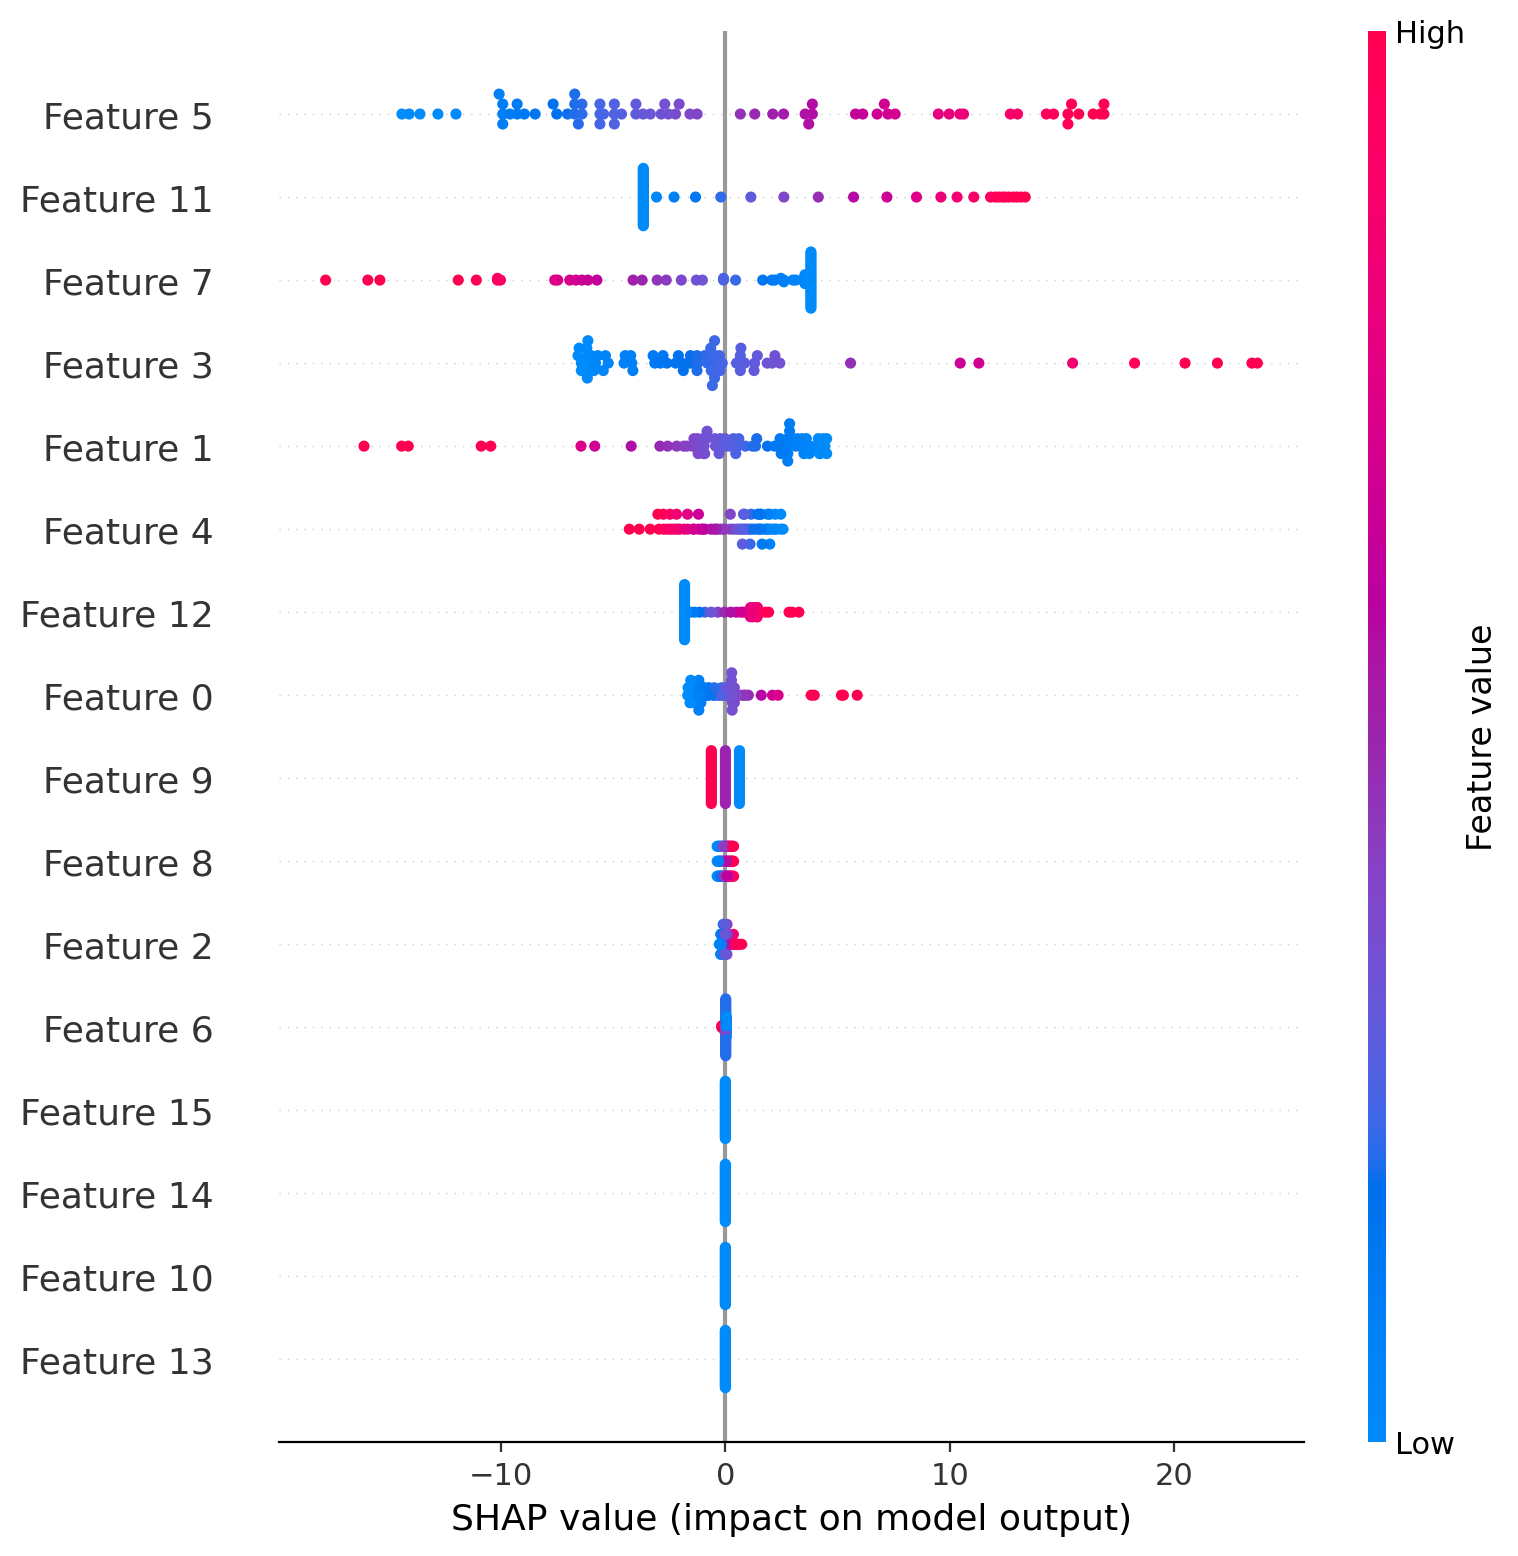 High
Feature 5
Feature 11
Feature 7
Feature 3
Feature 1
Feature 4
Feature 12
Feature 0
Feature 9
Feature 8
Feature 2
Feature 6
Feature 15
Feature 14
Feature 10
Feature 13
Feature value
Low
−10 0 10 20
SHAP value (impact on model output)